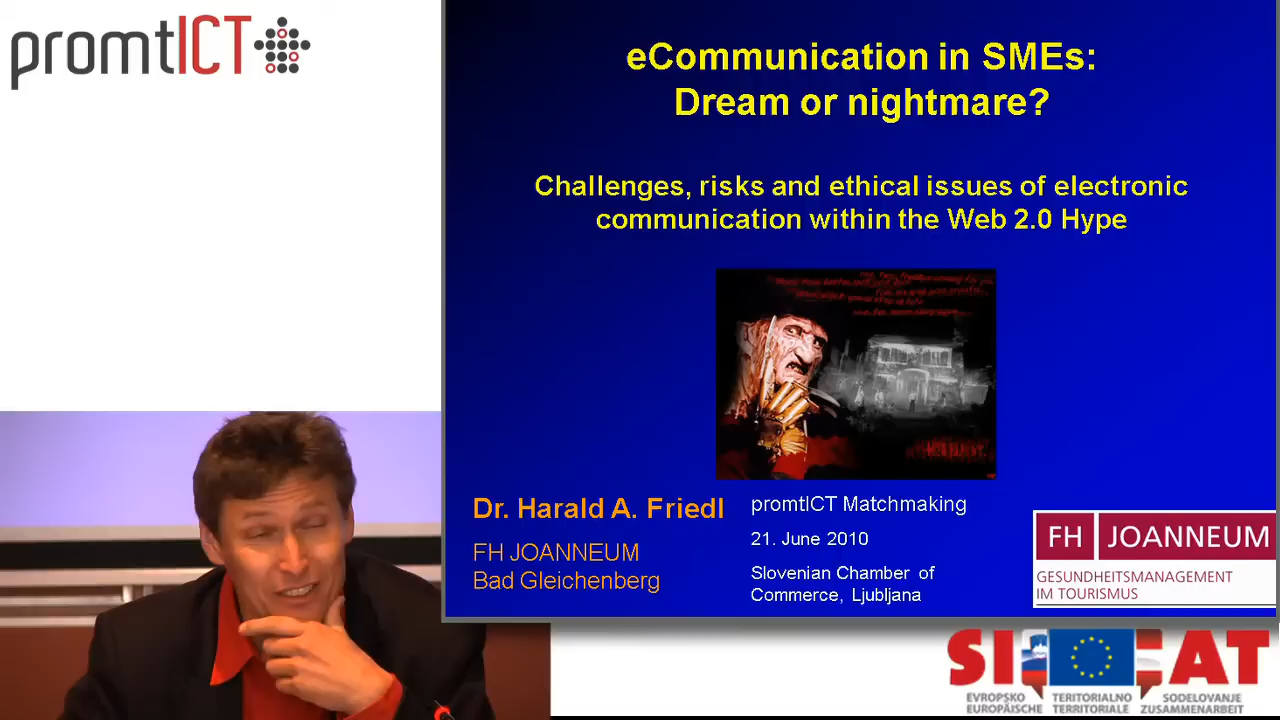 promtICT
eCommunication in SMEs:
Dream or nightmare?
Challenges, risks and ethical issues of electronic
communication within the Web 2.0 Hype
Dr. Harald A. Friedl
FH JOANNEUM
Bad Gleichenberg
promtICT Matchmaking
21. June 2010
Slovenian Chamber of
Commerce, Ljubljana
FH JOANNEUM
GESUNDHEITSMANAGEMENT
IM TOURISMUS
SI AT
EVROPSKO TERITORIALNO SODELOVANJE
EUROPÄISCHE TERRITORIALE ZUSAMMENARBEIT